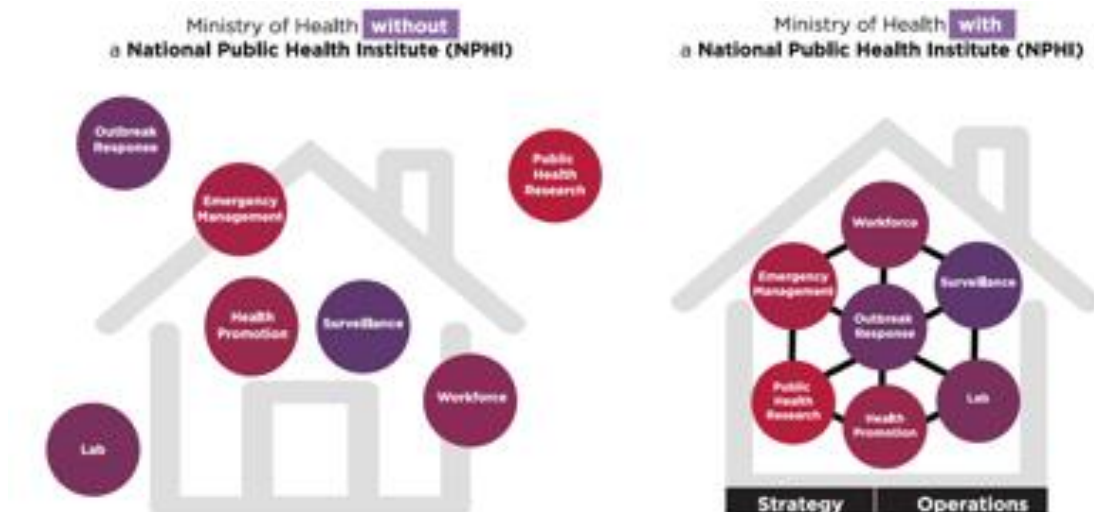 Ministry of Health without
a National Public Health Institute (NPHI)
Outbreak
Response
Emergency
Management
Public
Health
Research
Health
Promotion
Surveillance
Workforce
Lab
Ministry of Health with
a National Public Health Institute (NPHI)
Workforce
Emergency
Management
Surveillance
Outbreak
Response
Public
Health
Research
Health
Promotion
Lab
Strategy
Operations